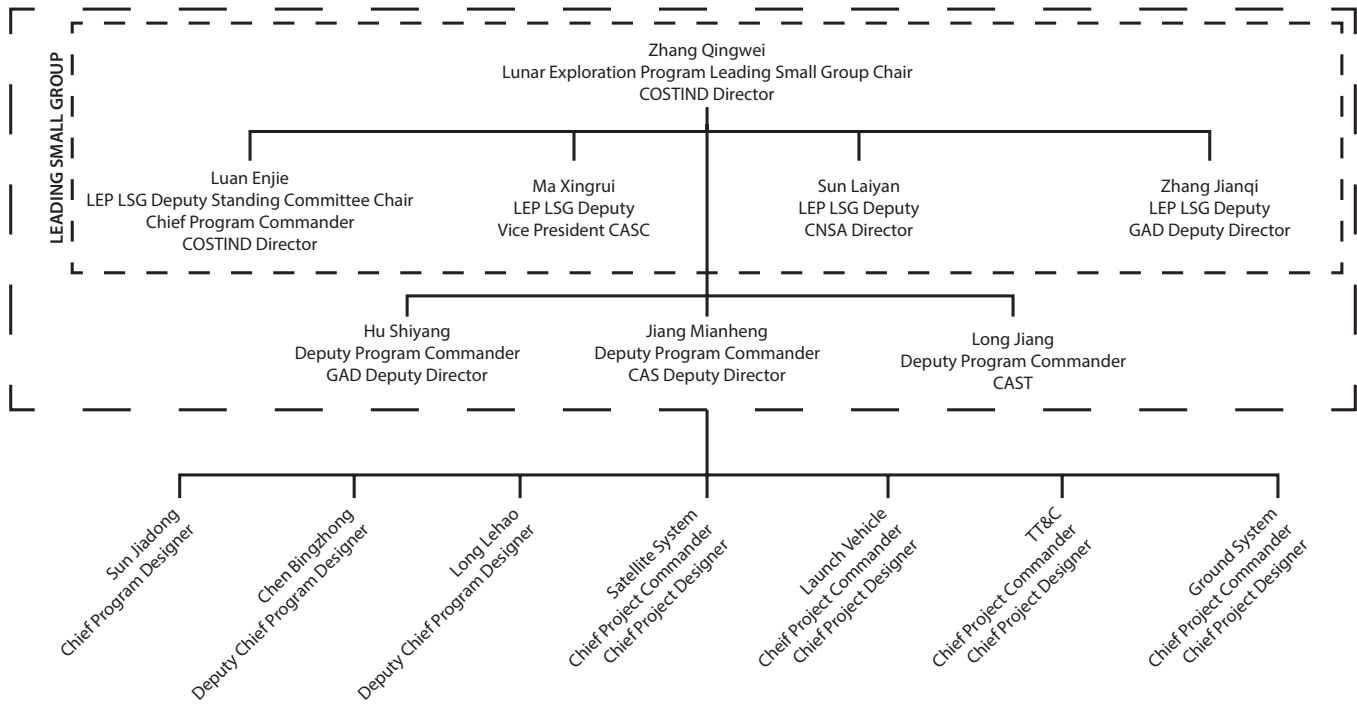 LEADING SMALL GROUP
Zhang Qingwei
Lunar Exploration Program Leading Small Group Chair
COSTIND Director
Luan Enjie
LEP LSG Deputy Standing Committee Chair
Chief Program Commander
COSTIND Director
Ma Xingrui
LEP LSG Deputy
Vice President CASC
Sun Laiyan
LEP LSG Deputy
CNSA Director
Zhang Jianqi
LEP LSG Deputy
GAD Deputy Director
Hu Shiyang
Deputy Program Commander
GAD Deputy Director
Jiang Mianheng
Deputy Program Commander
CAS Deputy Director
Long Jiang
Deputy Program Commander
CAST
Sun Jiadong
Chief Program Designer
Chen Bingzhong
Deputy Chief Program Designer
Long Lehao
Deputy Chief Program Designer
Satellite System
Chief Project Commander
Chief Project Designer
Launch Vehicle
Cheif Project Commander
Chief Project Designer
TT&C
Chief Project Commander
Chief Project Designer
Ground System
Chief Project Commander
Chief Project Designer